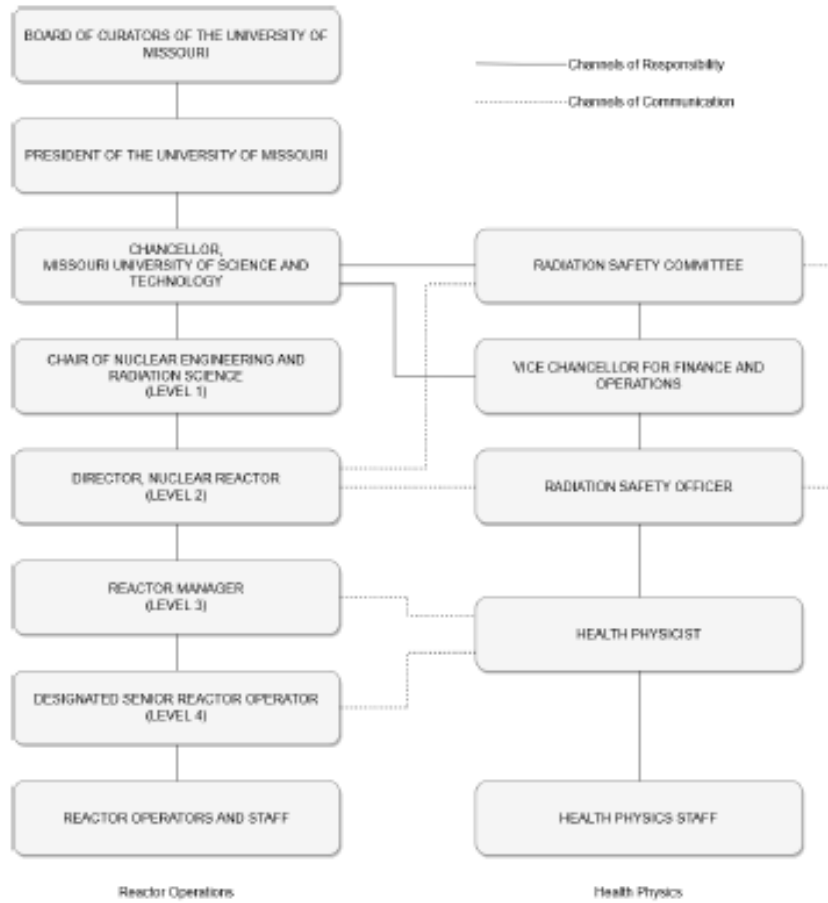 BOARD OF CURATORS OF THE UNIVERSITY OF
MISSOURI
Channels of Responsibility
Channels of Communication
PRESIDENT OF THE UNIVERSITY OF MISSOURI
CHANCELLOR,
MISSOURI UNIVERSITY OF SCIENCE AND
TECHNOLOGY
RADIATION SAFETY COMMITTEE
CHAIR OF NUCLEAR ENGINEERING AND
RADIATION SCIENCE
(LEVEL 1)
VICE CHANCELLOR FOR FINANCE AND
OPERATIONS
DIRECTOR, NUCLEAR REACTOR
(LEVEL 2)
RADIATION SAFETY OFFICER
REACTOR MANAGER
(LEVEL 3)
HEALTH PHYSICIST
DESIGNATED SENIOR REACTOR OPERATOR
(LEVEL 4)
REACTOR OPERATORS AND STAFF
HEALTH PHYSICS STAFF
Reactor Operations
Health Physics